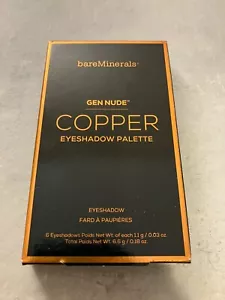 bareMinerals™
GEN NUDE™
COPPER
EYESHADOW PALETTE
EYESHADOW
FARD À PAUPIÈRES
6 Eyeshadows Poids Net Wt. of each 1.1 g / 0.03 oz.
Total Poids Net Wt. 6.6 g / 0.18 oz.